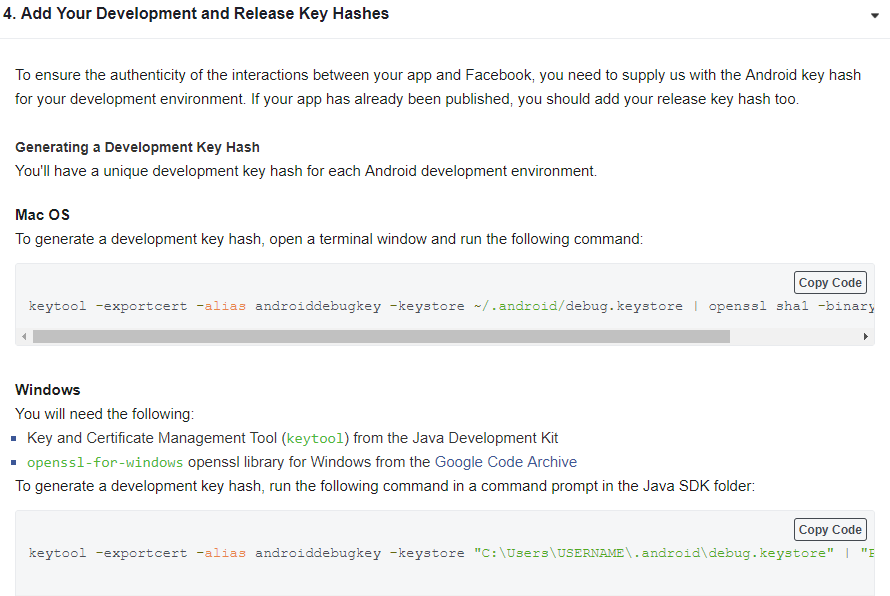 4. Add Your Development and Release Key Hashes
To ensure the authenticity of the interactions between your app and Facebook, you need to supply us with the Android key hash
for your development environment. If your app has already been published, you should add your release key hash too.
Generating a Development Key Hash
You'll have a unique development key hash for each Android development environment.
Mac OS
To generate a development key hash, open a terminal window and run the following command:
Copy Code
keytool -exportcert -alias androiddebugkey -keystore ~/.android/debug.keystore | openssl sha1 -binary
Windows
You will need the following:
Key and Certificate Management Tool (keytool) from the Java Development Kit
openssl-for-windows openssl library for Windows from the Google Code Archive
To generate a development key hash, run the following command in a command prompt in the Java SDK folder:
Copy Code
keytool -exportcert -alias androiddebugkey -keystore "C:\Users\USERNAME\.android\debug.keystore" | "